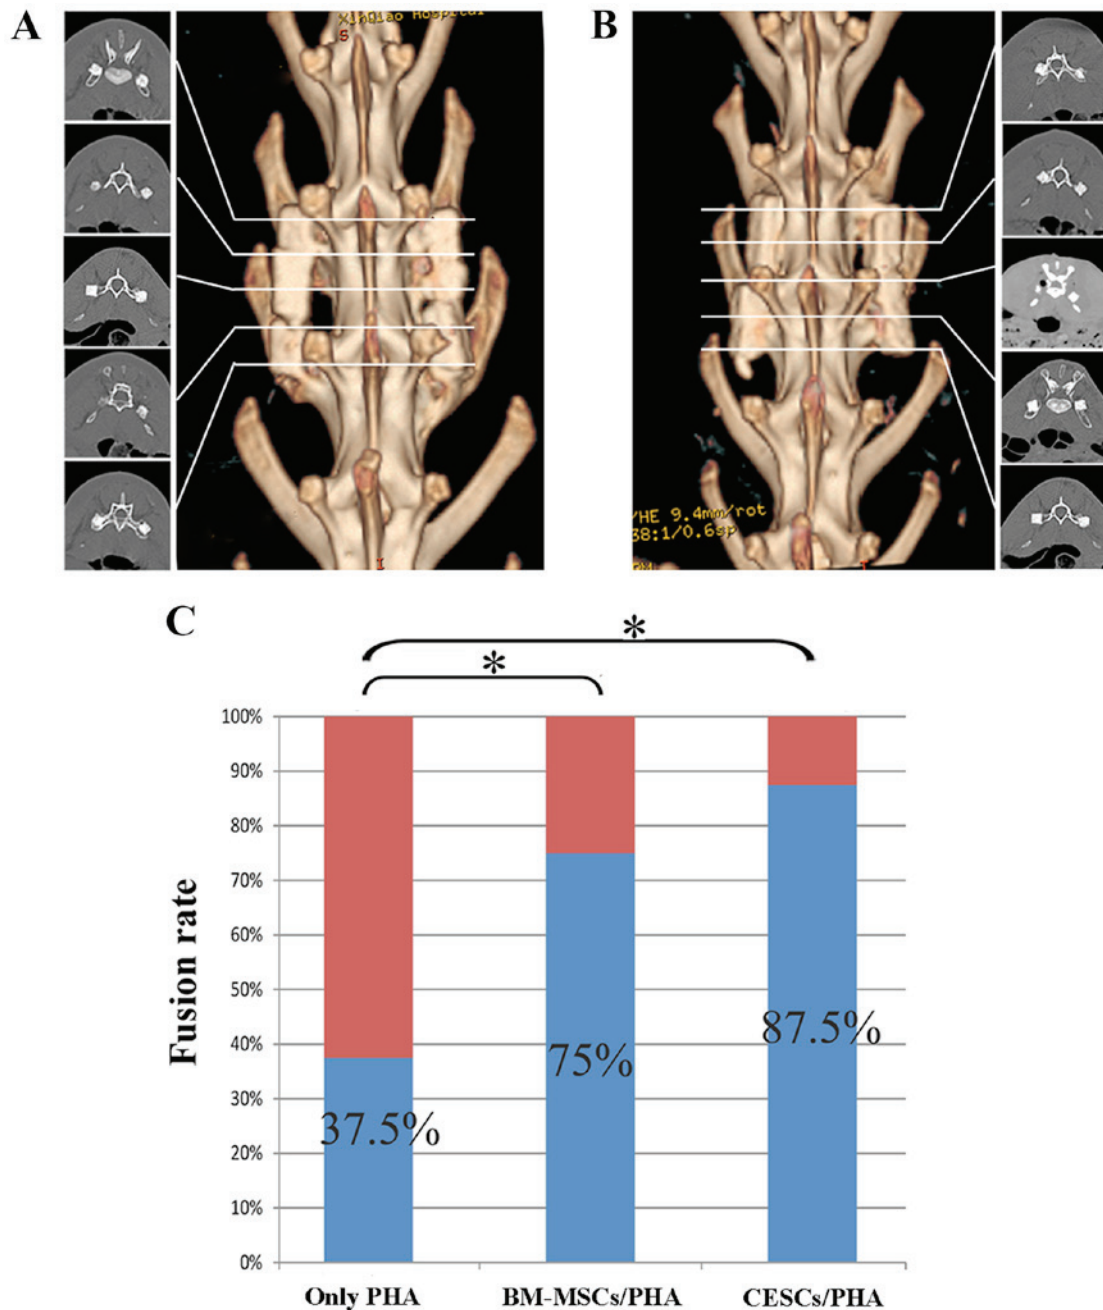 A
XinQiao Hospital
S
I
B
/HE 9.4mm/rot
38:1/0.6sp
I
C
*
*
Fusion rate
100%
90%
80%
70%
60%
50%
40%
30%
20%
10%
0%
37.5%
75%
87.5%
Only PHA
BM-MSCs/PHA
CESCs/PHA